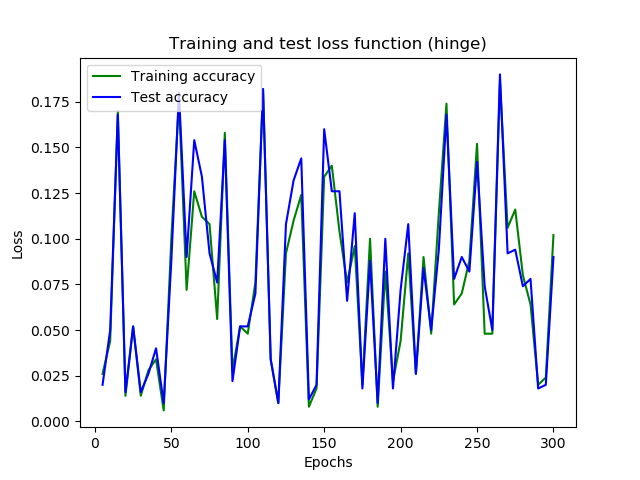 Training and test loss function (hinge)
Training accuracy
Test accuracy
0.175
0.150
0.125
0.100
0.075
0.050
0.025
0.000
Loss
0 50 100 150 200 250 300
Epochs